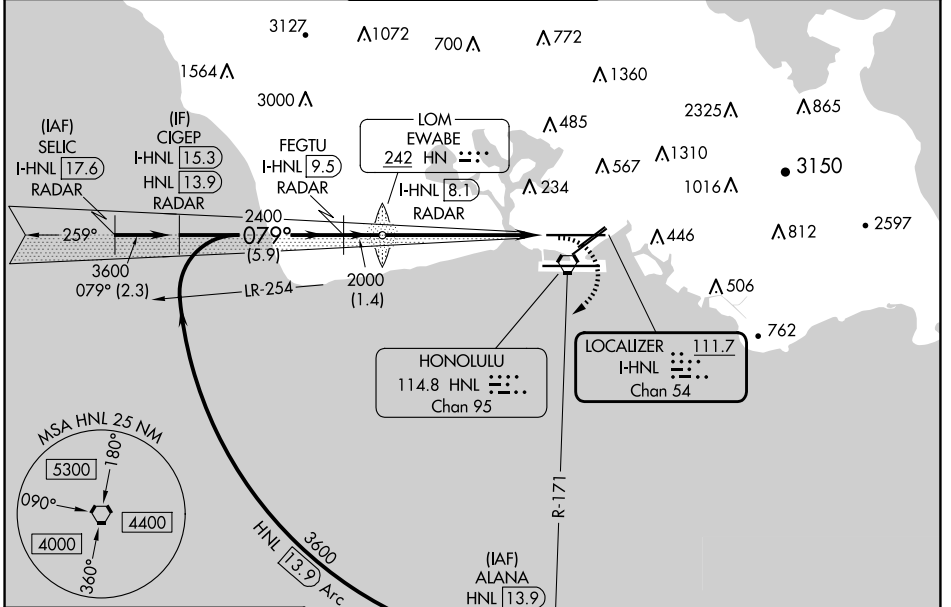 3127
1072
700
772
1564
1360
3000
2325
865
485
(IAF)
SELIC
I-HNL 17.6
RADAR
(IF)
CIGEP
I-HNL 15.3
HNL 13.9
RADAR
FEGTU
I-HNL 9.5
RADAR
LOM
EWABE
242 HN
I-HNL 8.1
RADAR
567
1310
3150
234
1016
2597
812
446
506
762
2400
259°
079°
(5.9)
3600
079° (2.3)
LR-254
2000
(1.4)
HONOLULU
114.8 HNL
Chan 95
LOCALIZER 111.7
I-HNL
Chan 54
MSA HNL 25 NM
5300
180°
090°
4400
4000
360°
3600
HNL 13.9 Arc
R-171
(IAF)
ALANA
HNL 13.9